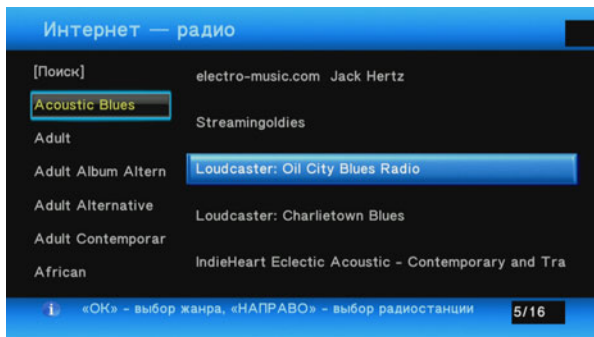 Интернет — радио
[Поиск]
Acoustic Blues
Adult
Adult Album Altern
Adult Alternative
Adult Contemporar
African
electro-music.com Jack Hertz
Streamingoldies
Loudcaster: Oil City Blues Radio
Loudcaster: Charlietown Blues
IndieHeart Eclectic Acoustic - Contemporary and Tra
i «ОК» - выбор жанра, «НАПРАВО» - выбор радиостанции
5/16